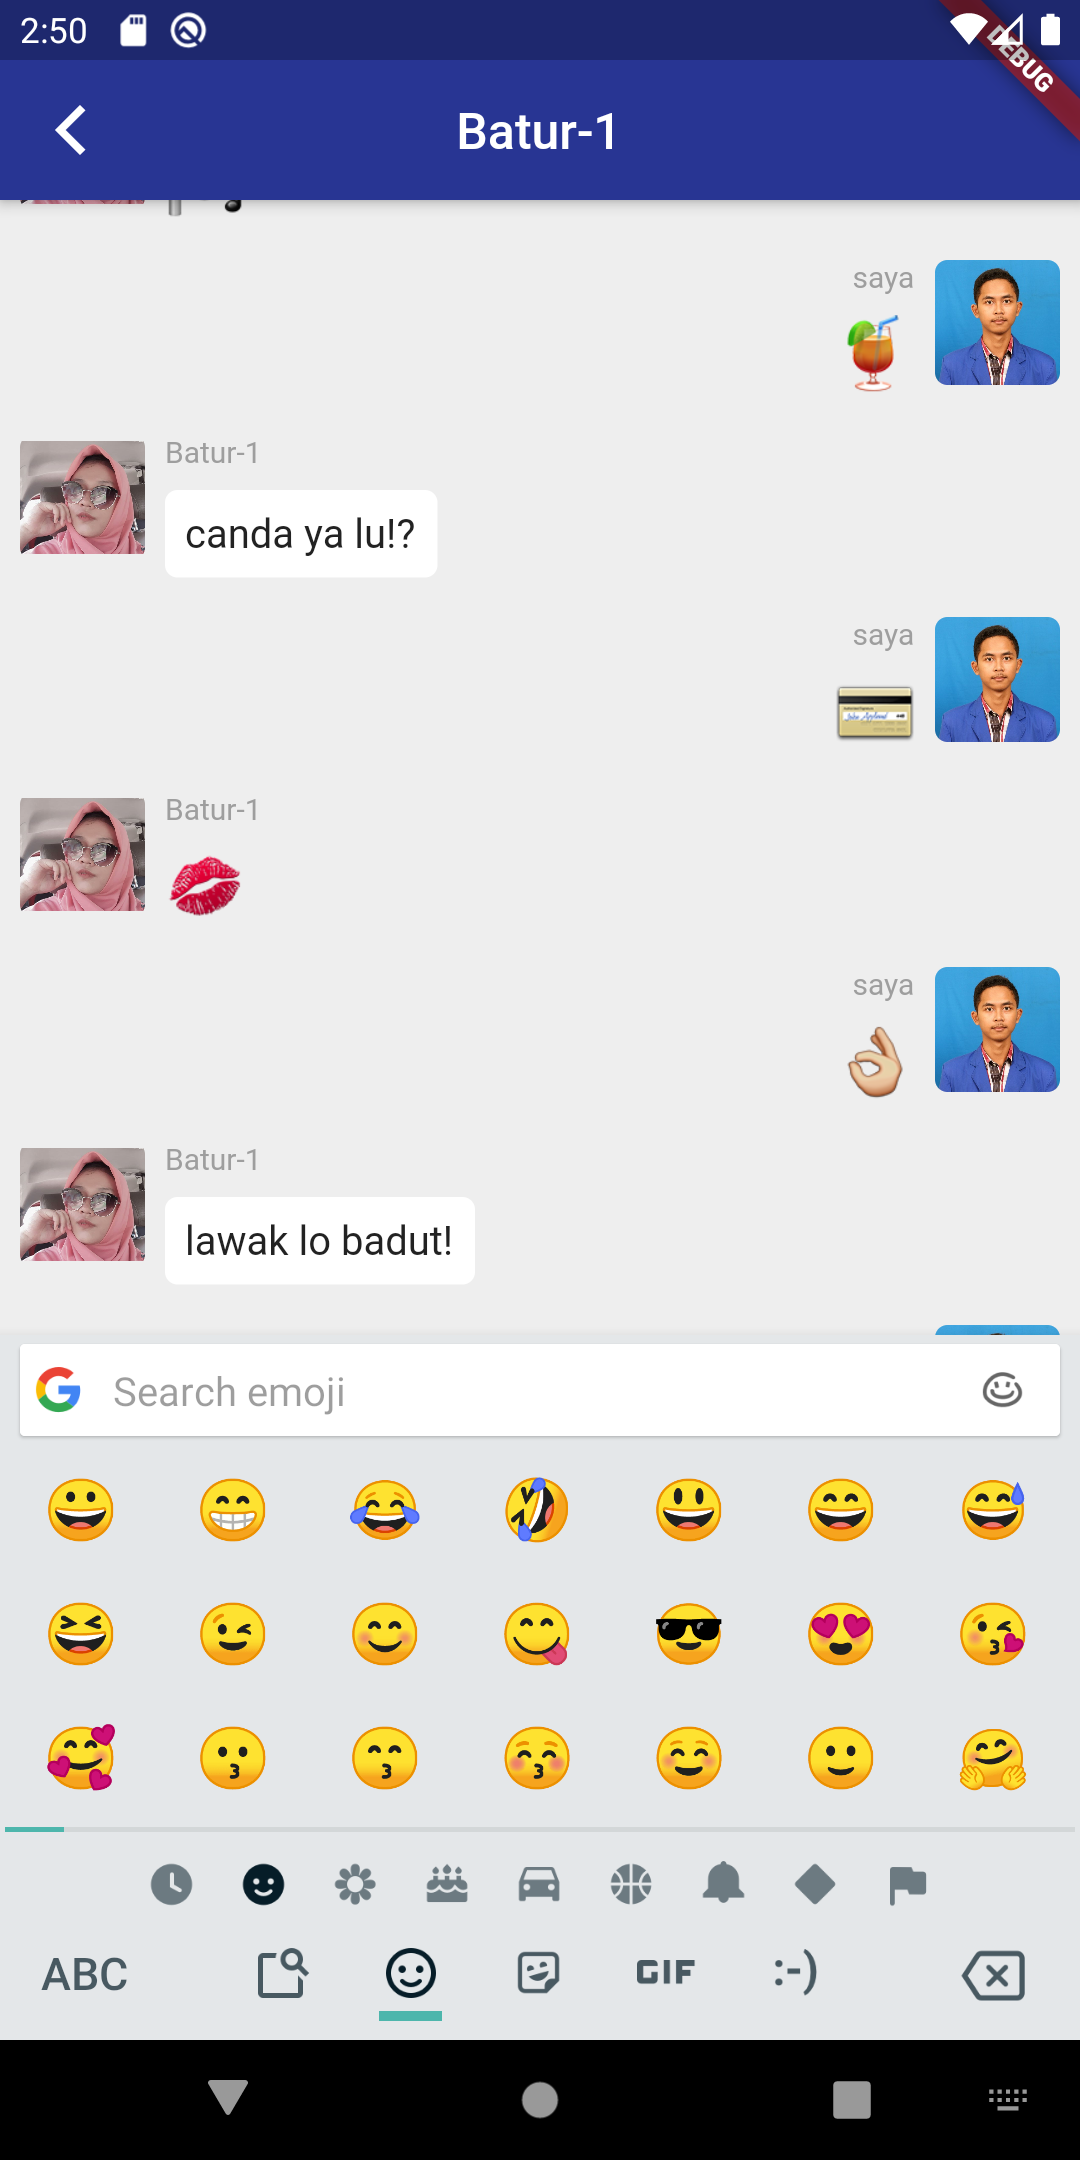 2:50
DEBUG
Batur-1
saya
Batur-1
canda ya lu!?
saya
Batur-1
saya
Batur-1
lawak lo badut!
Search emoji
ABC
GIF
:-)